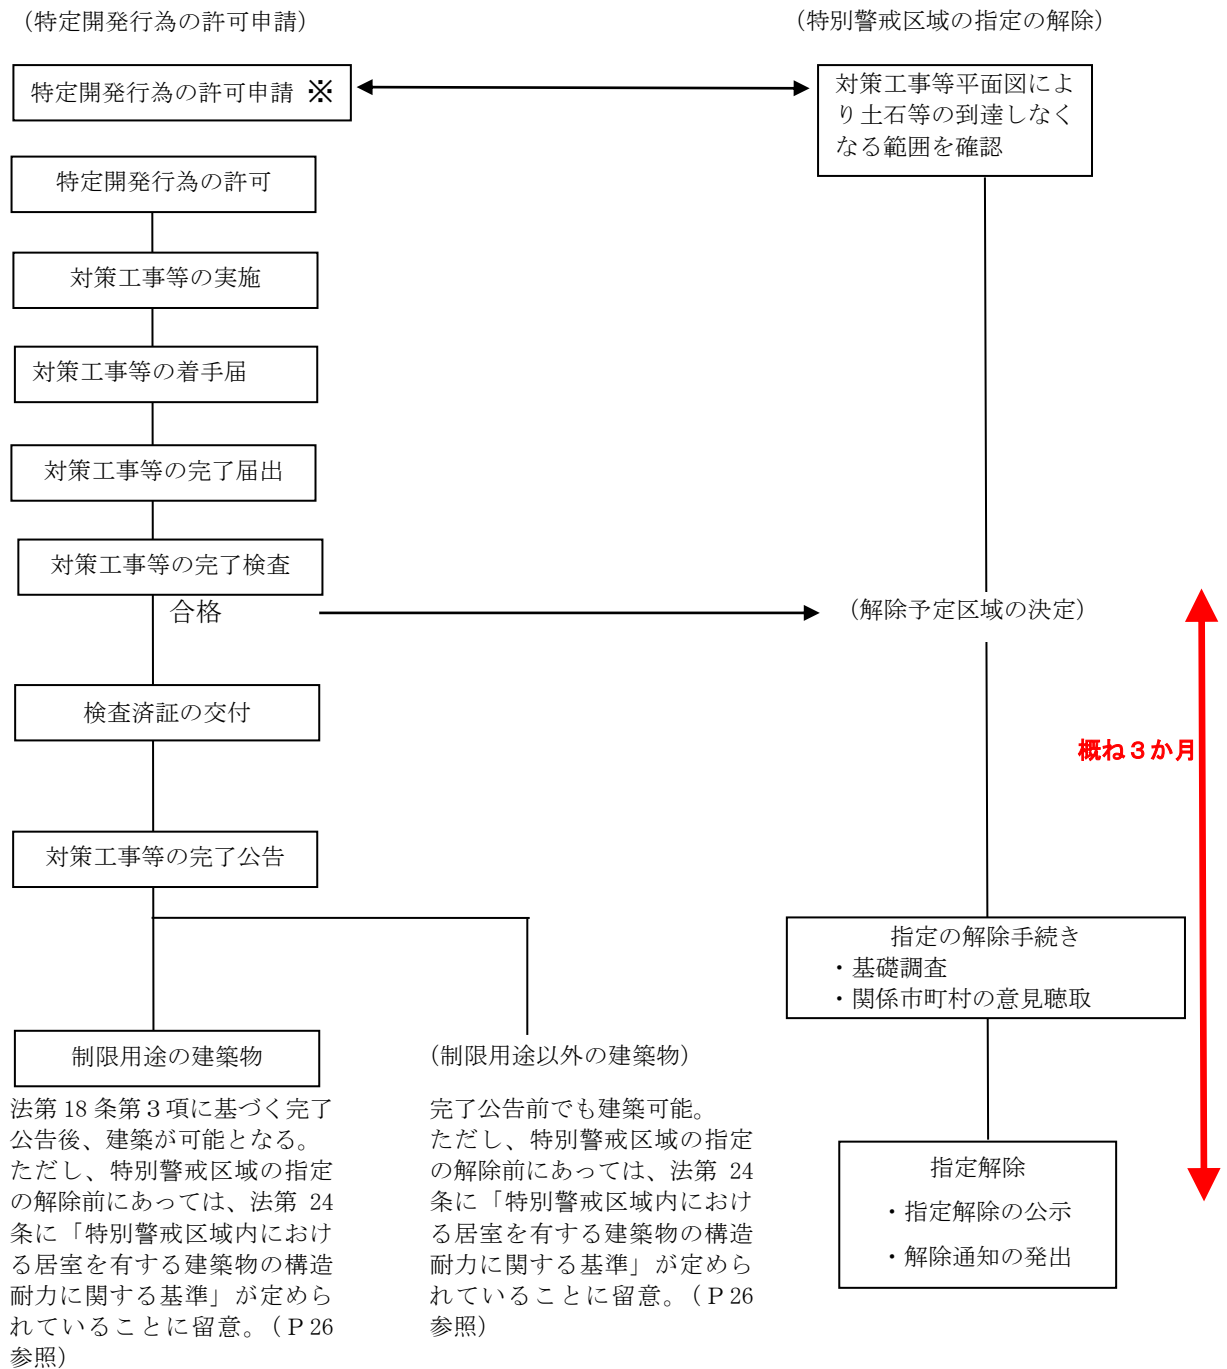 （特定開発行為の許可申請）
（特別警戒区域の指定の解除）
特定開発行為の許可申請 ※
対策工事等平面図によ
り土石等の到達しなく
なる範囲を確認
特定開発行為の許可
対策工事等の実施
対策工事等の着手届
対策工事等の完了届出
対策工事等の完了検査
合格
（解除予定区域の決定）
検査済証の交付
概ね３か月
対策工事等の完了公告
指定の解除手続き
・基礎調査
・関係市町村の意見聴取
制限用途の建築物
法第 18 条第３項に基づく完了
公告後、建築が可能となる。
ただし、特別警戒区域の指定
の解除前にあっては、法第 24
条に「特別警戒区域内におけ
る居室を有する建築物の構造
耐力に関する基準」が定めら
れていることに留意。（Ｐ26
参照）
（制限用途以外の建築物）
完了公告前でも建築可能。
ただし、特別警戒区域の指定
の解除前にあっては、法第 24
条に「特別警戒区域内におけ
る居室を有する建築物の構造
耐力に関する基準」が定めら
れていることに留意。（Ｐ26
参照）
指定解除
・指定解除の公示
・解除通知の発出